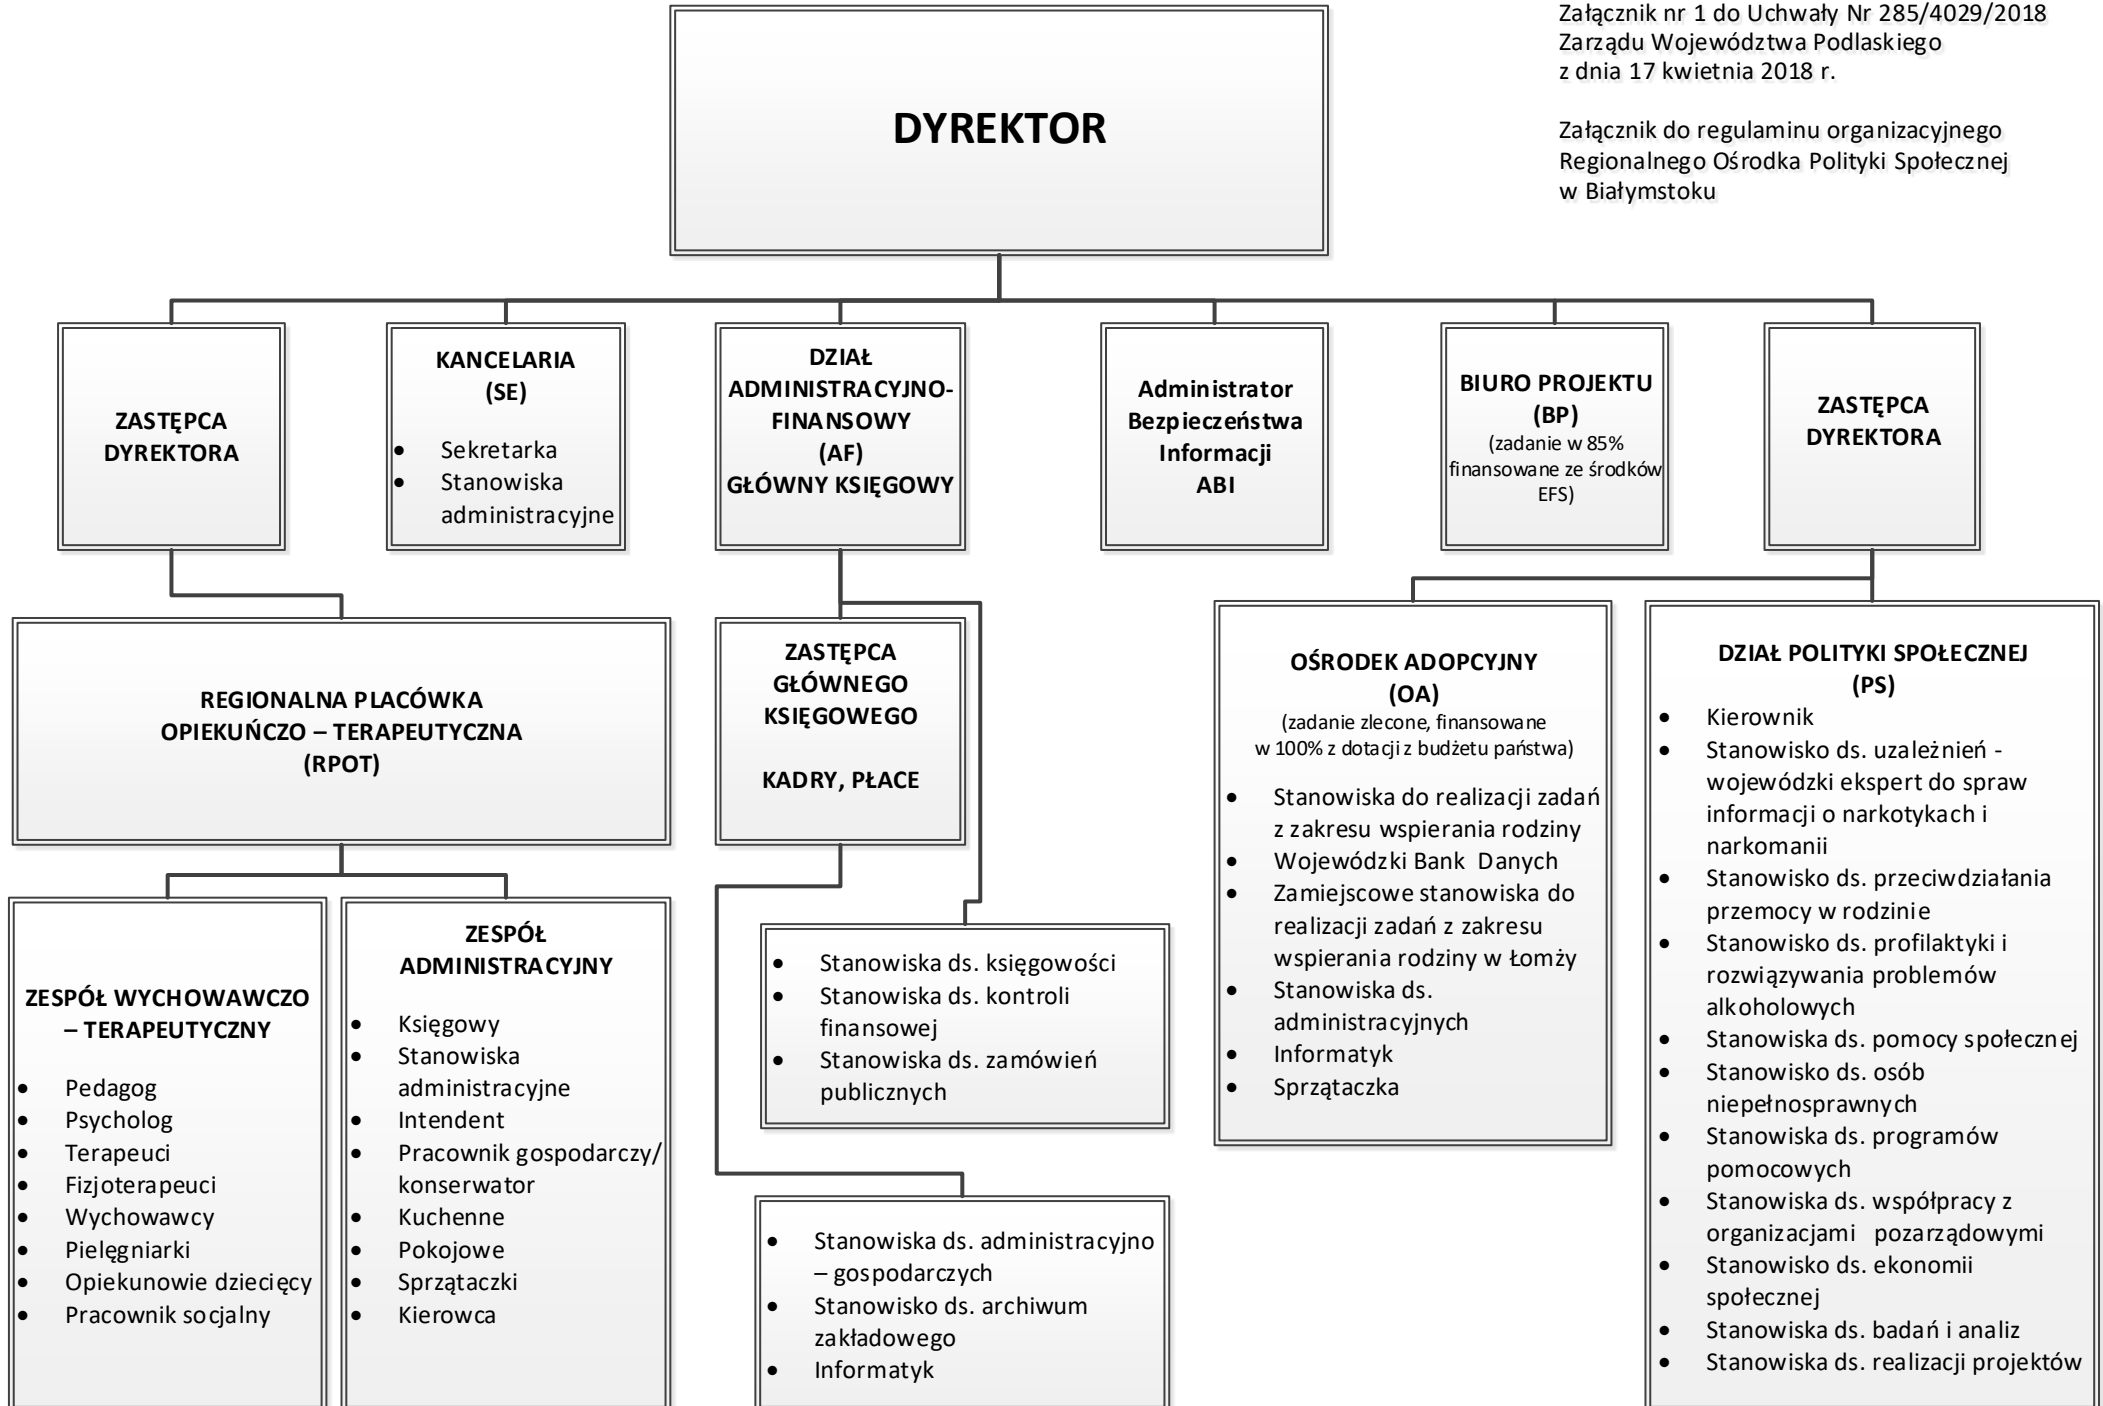 Załącznik nr 1 do Uchwały Nr 285/4029/2018
Zarządu Województwa Podlaskiego
z dnia 17 kwietnia 2018 r.
Załącznik do regulaminu organizacyjnego
Regionalnego Ośrodka Polityki Społecznej
w Białymstoku
DYREKTOR
ZASTĘPCA
DYREKTORA
KANCELARIA
(SE)
• Sekretarka
• Stanowiska
administracyjne
DZIAŁ
ADMINISTRACYJNO-
FINANSOWY
(AF)
GŁÓWNY KSIĘGOWY
Administrator
Bezpieczeństwa
Informacji
ABI
BIURO PROJEKTU
(BP)
(zadanie w 85%
finansowane ze środków
EFS)
ZASTĘPCA
DYREKTORA
REGIONALNA PLACÓWKA
OPIEKUŃCZO – TERAPEUTYCZNA
(RPOT)
ZASTĘPCA
GŁÓWNEGO
KSIĘGOWEGO
KADRY, PŁACE
OŚRODEK ADOPCYJNY
(OA)
(zadanie zlecone, finansowane
w 100% z dotacji z budżetu państwa)
• Stanowiska do realizacji zadań
z zakresu wspierania rodziny
• Wojewódzki Bank Danych
• Zamiejscowe stanowiska do
realizacji zadań z zakresu
wspierania rodziny w Łomży
• Stanowiska ds.
administracyjnych
• Informatyk
• Sprzątaczka
DZIAŁ POLITYKI SPOŁECZNEJ
(PS)
• Kierownik
• Stanowisko ds. uzależnień -
wojewódzki ekspert do spraw
informacji o narkotykach i
narkomanii
• Stanowisko ds. przeciwdziałania
przemocy w rodzinie
• Stanowisko ds. profilaktyki i
rozwiązywania problemów
alkoholowych
• Stanowiska ds. pomocy społecznej
• Stanowisko ds. osób
niepełnosprawnych
• Stanowiska ds. programów
pomocowych
• Stanowiska ds. współpracy z
organizacjami pozarządowymi
• Stanowisko ds. ekonomii
społecznej
• Stanowiska ds. badań i analiz
• Stanowiska ds. realizacji projektów
ZESPÓŁ WYCHOWAWCZO
– TERAPEUTYCZNY
• Pedagog
• Psycholog
• Terapeuci
• Fizjoterapeuci
• Wychowawcy
• Pielęgniarki
• Opiekunowie dziecięcy
• Pracownik socjalny
ZESPÓŁ
ADMINISTRACYJNY
• Księgowy
• Stanowiska
administracyjne
• Intendent
• Pracownik gospodarczy/
konserwator
• Kuchenne
• Pokojowe
• Sprzątaczki
• Kierowca
• Stanowiska ds. księgowości
• Stanowiska ds. kontroli
finansowej
• Stanowiska ds. zamówień
publicznych
• Stanowiska ds. administracyjno
– gospodarczych
• Stanowisko ds. archiwum
zakładowego
• Informatyk